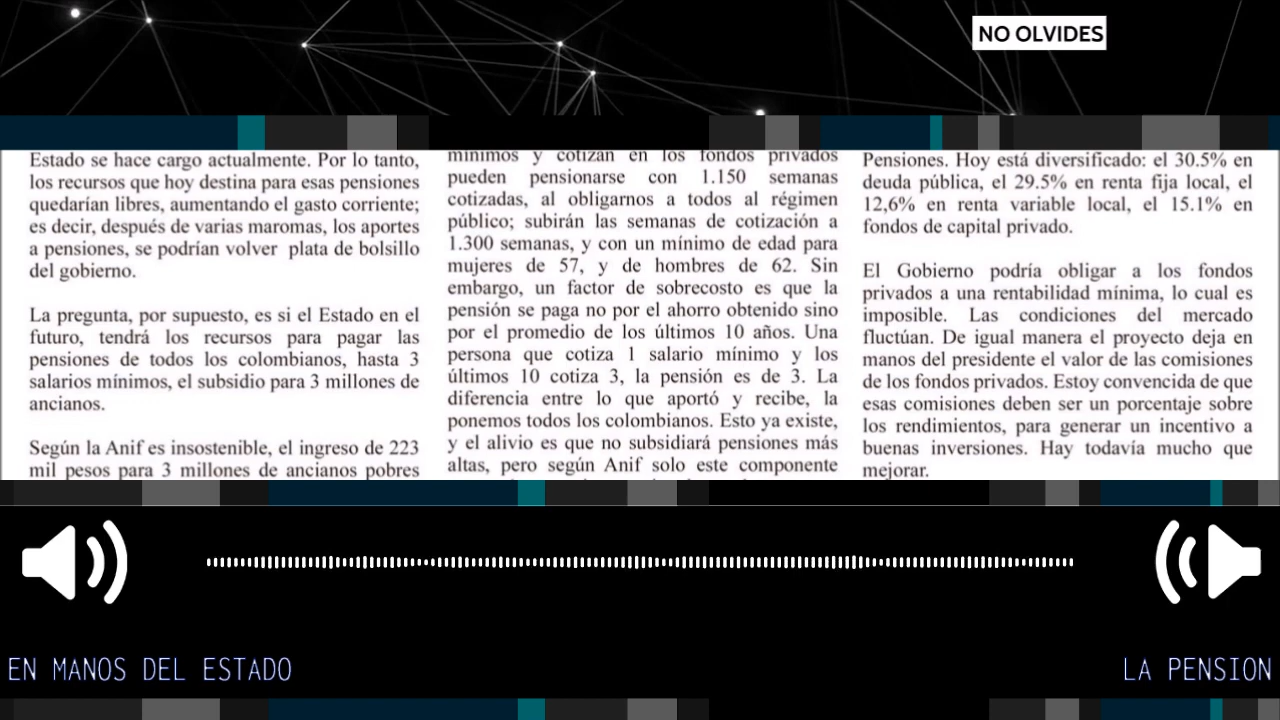 NO OLVIDES
Estado se hace cargo actualmente. Por lo tanto,
los recursos que hoy destina para esas pensiones
quedarían libres, aumentando el gasto corriente;
es decir, después de varias maromas, los aportes
a pensiones, se podrían volver plata de bolsillo
del gobierno.
La pregunta, por supuesto, es si el Estado en el
futuro, tendrá los recursos para pagar las
pensiones de todos los colombianos, hasta 3
salarios mínimos, el subsidio para 3 millones de
ancianos.
Según la Anif es insostenible, el ingreso de 223
mil pesos para 3 millones de ancianos pobres
mínimos y cotizan en los fondos privados
pueden pensionarse con 1.150 semanas
cotizadas, al obligarnos a todos al régimen
público; subirán las semanas de cotización a
1.300 semanas, y con un mínimo de edad para
mujeres de 57, y de hombres de 62. Sin
embargo, un factor de sobrecosto es que la
pensión se paga no por el ahorro obtenido sino
por el promedio de los últimos 10 años. Una
persona que cotiza 1 salario mínimo y los
últimos 10 cotiza 3, la pensión es de 3. La
diferencia entre lo que aportó y recibe, la
ponemos todos los colombianos. Esto ya existe,
y el alivio es que no subsidiará pensiones más
altas, pero según Anif solo este componente
Pensiones. Hoy está diversificado: el 30.5% en
deuda pública, el 29.5% en renta fija local, el
12,6% en renta variable local, el 15.1% en
fondos de capital privado.
El Gobierno podría obligar a los fondos
privados a una rentabilidad mínima, lo cual es
imposible. Las condiciones del mercado
fluctúan. De igual manera el proyecto deja en
manos del presidente el valor de las comisiones
de los fondos privados. Estoy convencida de que
esas comisiones deben ser un porcentaje sobre
los rendimientos, para generar un incentivo a
buenas inversiones. Hay todavía mucho que
mejorar.
EN MANOS DEL ESTADO
LA PENSION